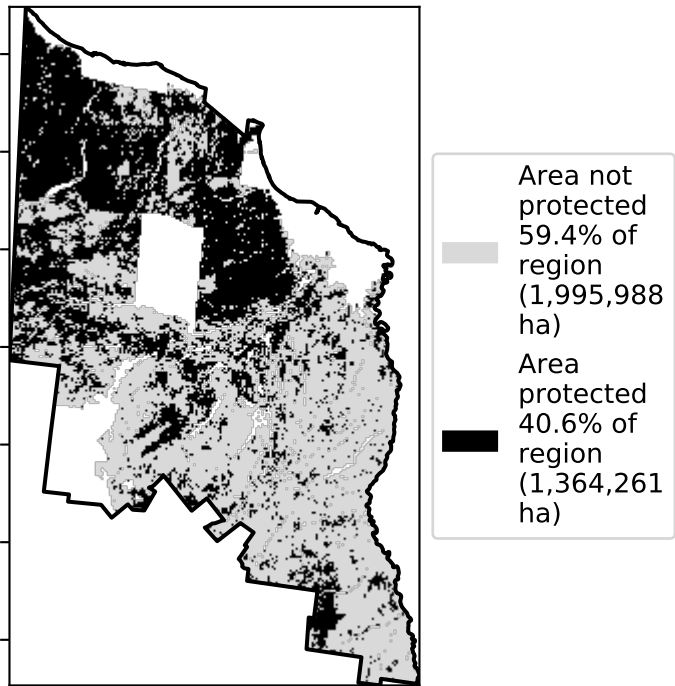 Area not
protected
59.4% of
region
(1,995,988
ha)
Area
protected
40.6% of
region
(1,364,261
ha)